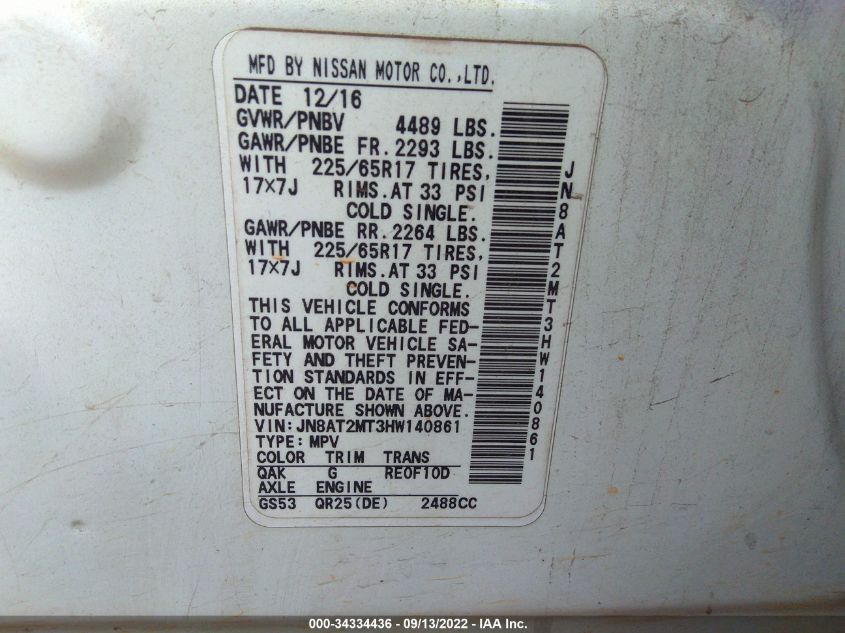 MFD BY NISSAN MOTOR CO.,LTD.
DATE 12/16
GVWR/PNBV 4489 LBS.
GAWR/PNBE FR. 2293 LBS.
WITH 225/65R17 TIRES,
17×7J RIMS. AT 33 PSI
COLD SINGLE.
GAWR/PNBE RR. 2264 LBS.
WITH 225/65R17 TIRES,
17×7J RIMS. AT 33 PSI
COLD SINGLE.
THIS VEHICLE CONFORMS
TO ALL APPLICABLE FED-
ERAL MOTOR VEHICLE SA-
FETY AND THEFT PREVEN-
TION STANDARDS IN EFF-
ECT ON THE DATE OF MA-
NUFACTURE SHOWN ABOVE.
VIN:JN8AT2MT3HW140861
TYPE:MPV
COLOR TRIM TRANS
QAK G RE0F10D
AXLE ENGINE
GS53 QR25(DE) 2488CC
JN8AT2MT3HW140861
000-34334436 - 09/13/2022 - IAA Inc.